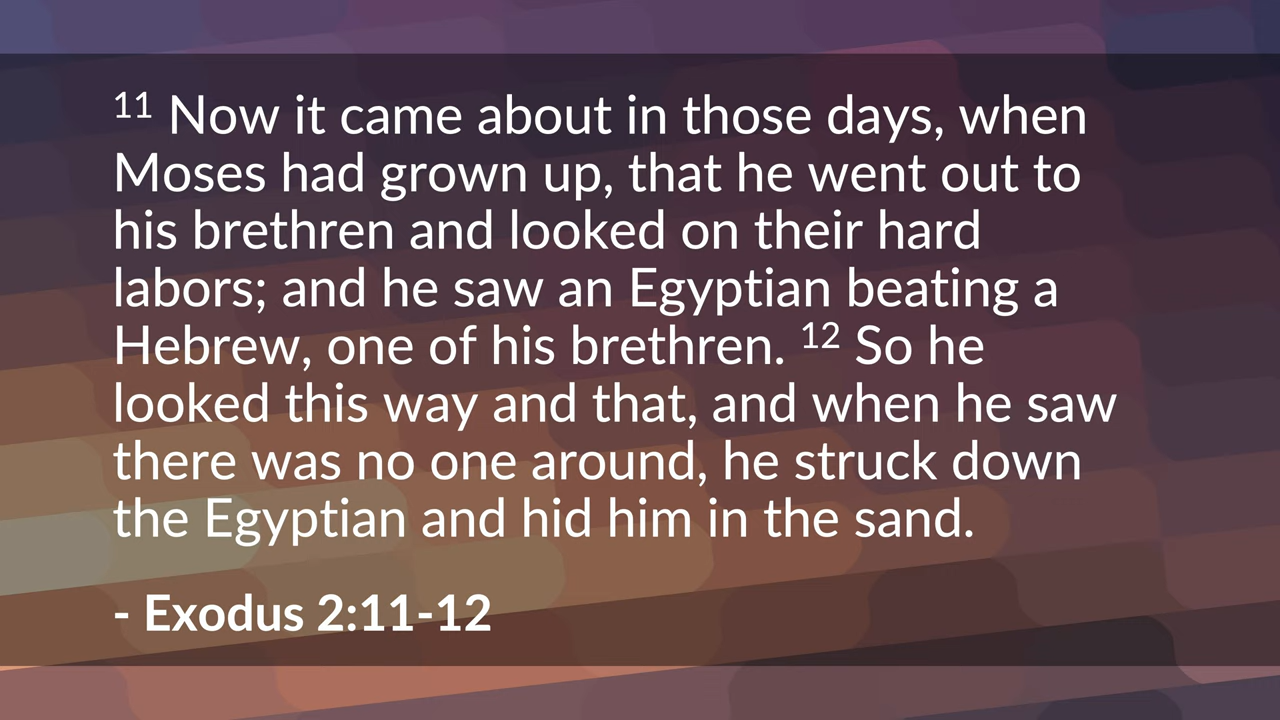 11 Now it came about in those days, when
Moses had grown up, that he went out to
his brethren and looked on their hard
labors; and he saw an Egyptian beating a
Hebrew, one of his brethren. 12 So he
looked this way and that, and when he saw
there was no one around, he struck down
the Egyptian and hid him in the sand.
- Exodus 2:11-12